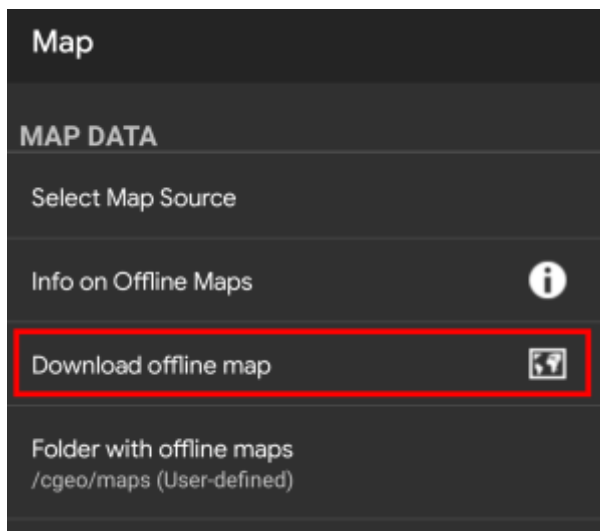 Map
MAP DATA
Select Map Source
Info on Offline Maps
Download offline map
Folder with offline maps
/cgeo/maps (User-defined)